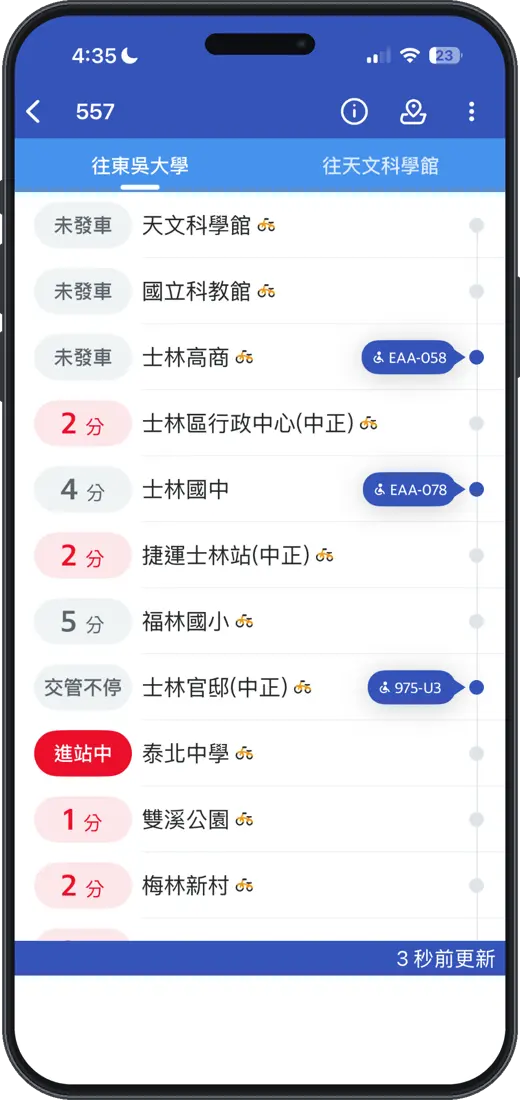 4:35
23
557
往東吳大學 往天文科學館
未發車 天文科學館
未發車 國立科教館
未發車 士林高商 EAA-058
2 分 士林區行政中心(中正)
4 分 士林國中 EAA-078
2 分 捷運士林站(中正)
5 分 福林國小
交管不停 士林官邸(中正) 975-U3
進站中 泰北中學
1 分 雙溪公園
2 分 梅林新村
3 秒前更新